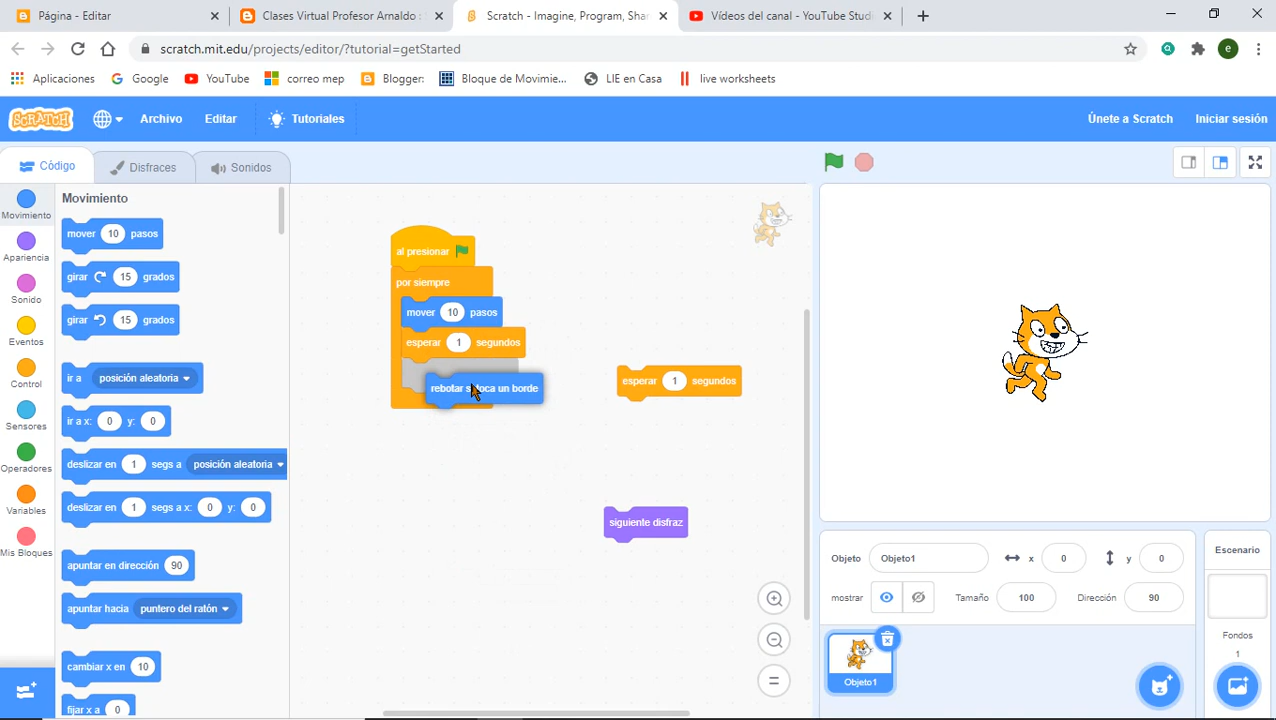 Página - Editar
Clases Virtual Profesor Arnaldo :
Scratch - Imagine, Program, Sha
Vídeos del canal - YouTube Studi
scratch.mit.edu/projects/editor/?tutorial=getStarted
e
Aplicaciones
Google
YouTube
correo mep
Blogger:
Bloque de Movimie...
LIE en Casa
live worksheets
SCRATCH
Archivo
Editar
Tutoriales
Únete a Scratch
Iniciar sesión
Código
Disfraces
Sonidos
Movimiento
Apariencia
Sonido
Eventos
Control
Sensores
Operadores
Variables
Mis Bloques
Movimiento
mover 10 pasos
girar 15 grados
girar 15 grados
ir a posición aleatoria
ir a x: 0 y: 0
deslizar en 1 segs a posición aleatoria
deslizar en 1 segs a x: 0 y: 0
apuntar en dirección 90
apuntar hacia puntero del ratón
cambiar x en 10
fijar x a 0
al presionar
por siempre
mover 10 pasos
esperar 1 segundos
rebotar si toca un borde
esperar 1 segundos
siguiente disfraz
Objeto Objeto1 x 0 y 0
mostrar Tamaño 100 Dirección 90
Objeto1
Escenario
Fondos
1